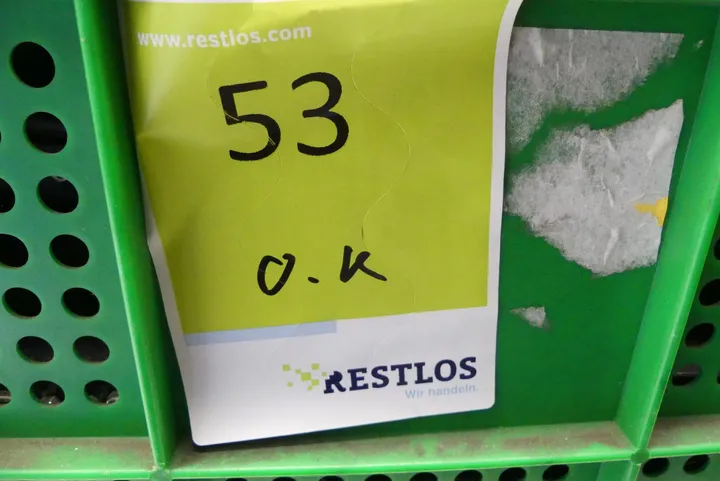 www.restlos.com
53
O.K
RESTLOS
Wir handeln.